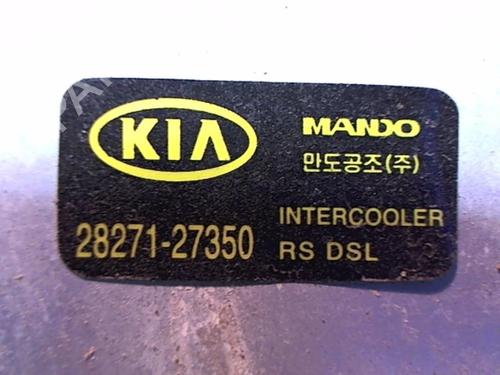 KIA
MANDO
만도공조(주)
28271-27350
INTERCOOLER
RS DSL